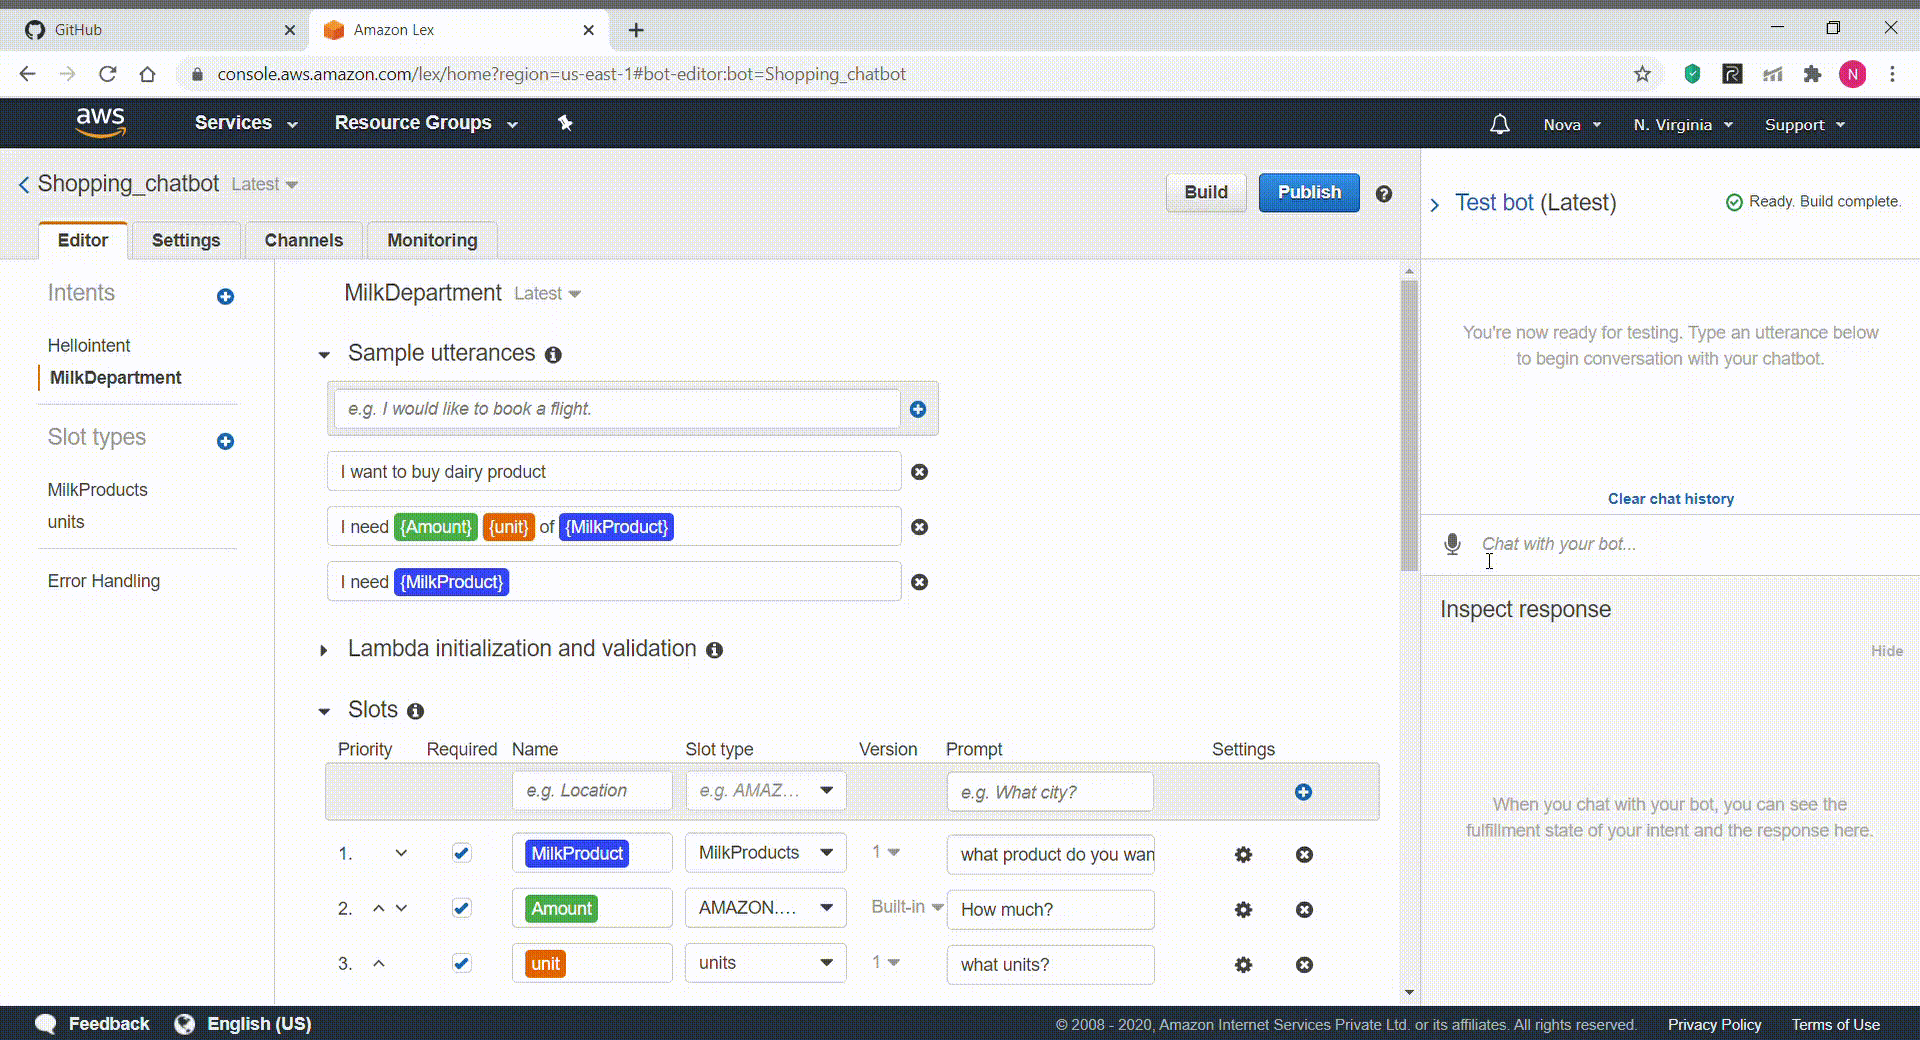 GitHub
Amazon Lex
console.aws.amazon.com/lex/home?region=us-east-1#bot-editor:bot=Shopping_chatbot
N
aws
Services
Resource Groups
Nova
N. Virginia
Support
Shopping_chatbot Latest
Build
Publish
Test bot (Latest)
Ready. Build complete.
Editor
Settings
Channels
Monitoring
Intents
Hellointent
MilkDepartment
Slot types
MilkProducts
units
Error Handling
MilkDepartment Latest
Sample utterances
e.g. I would like to book a flight.
I want to buy dairy product
I need {Amount} {unit} of {MilkProduct}
I need {MilkProduct}
Lambda initialization and validation
Slots
Priority Required Name Slot type Version Prompt Settings
e.g. Location e.g. AMAZ... e.g. What city?
1. MilkProduct MilkProducts 1 what product do you wan
2. Amount AMAZON.... Built-in How much?
3. unit units 1 what units?
You're now ready for testing. Type an utterance below
to begin conversation with your chatbot.
Clear chat history
Chat with your bot...
Inspect response
Hide
When you chat with your bot, you can see the
fulfillment state of your intent and the response here.
Feedback
English (US)
© 2008 - 2020, Amazon Internet Services Private Ltd. or its affiliates. All rights reserved.
Privacy Policy
Terms of Use